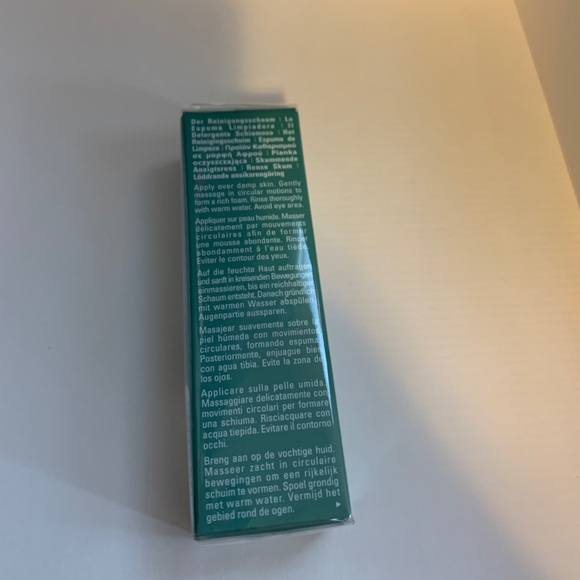 Der Reinigungsschaum | La
Espuma Limpiadora | Il
Detergente Schiumoso | Het
Reinigingsschuim | Espuma de
Limpeza | Προϊόν Καθαρισμού
σε μορφή Αφρού | Pianka
oczyszczająca | Skummende
Ansigtsrens | Rense Skum |
Löddrande ansiktsrengöring
Apply over damp skin. Gently
massage in circular motions to
form a rich foam. Rinse thoroughly
with warm water. Avoid eye area.
Appliquer sur peau humide. Masser
délicatement par mouvements
circulaires afin de former
une mousse abondante. Rincer
abondamment à l'eau tiède.
Éviter le contour des yeux.
Auf die feuchte Haut auftragen
und sanft in kreisenden Bewegungen
einmassieren, bis ein reichhaltiger
Schaum entsteht. Danach gründlich
mit warmen Wasser abspülen.
Augenpartie aussparen.
Masajear suavemente sobre la
piel húmeda con movimientos
circulares, formando espuma.
Posteriormente, enjuague bien
con agua tibia. Evite la zona de
los ojos.
Applicare sulla pelle umida.
Massaggiare delicatamente con
movimenti circolari per formare
una schiuma. Risciacquare con
acqua tiepida. Evitare il contorno
occhi.
Breng aan op de vochtige huid.
Masseer zacht in circulaire
bewegingen om een rijkelijk
schuim te vormen. Spoel grondig
met warm water. Vermijd het
gebied rond de ogen.